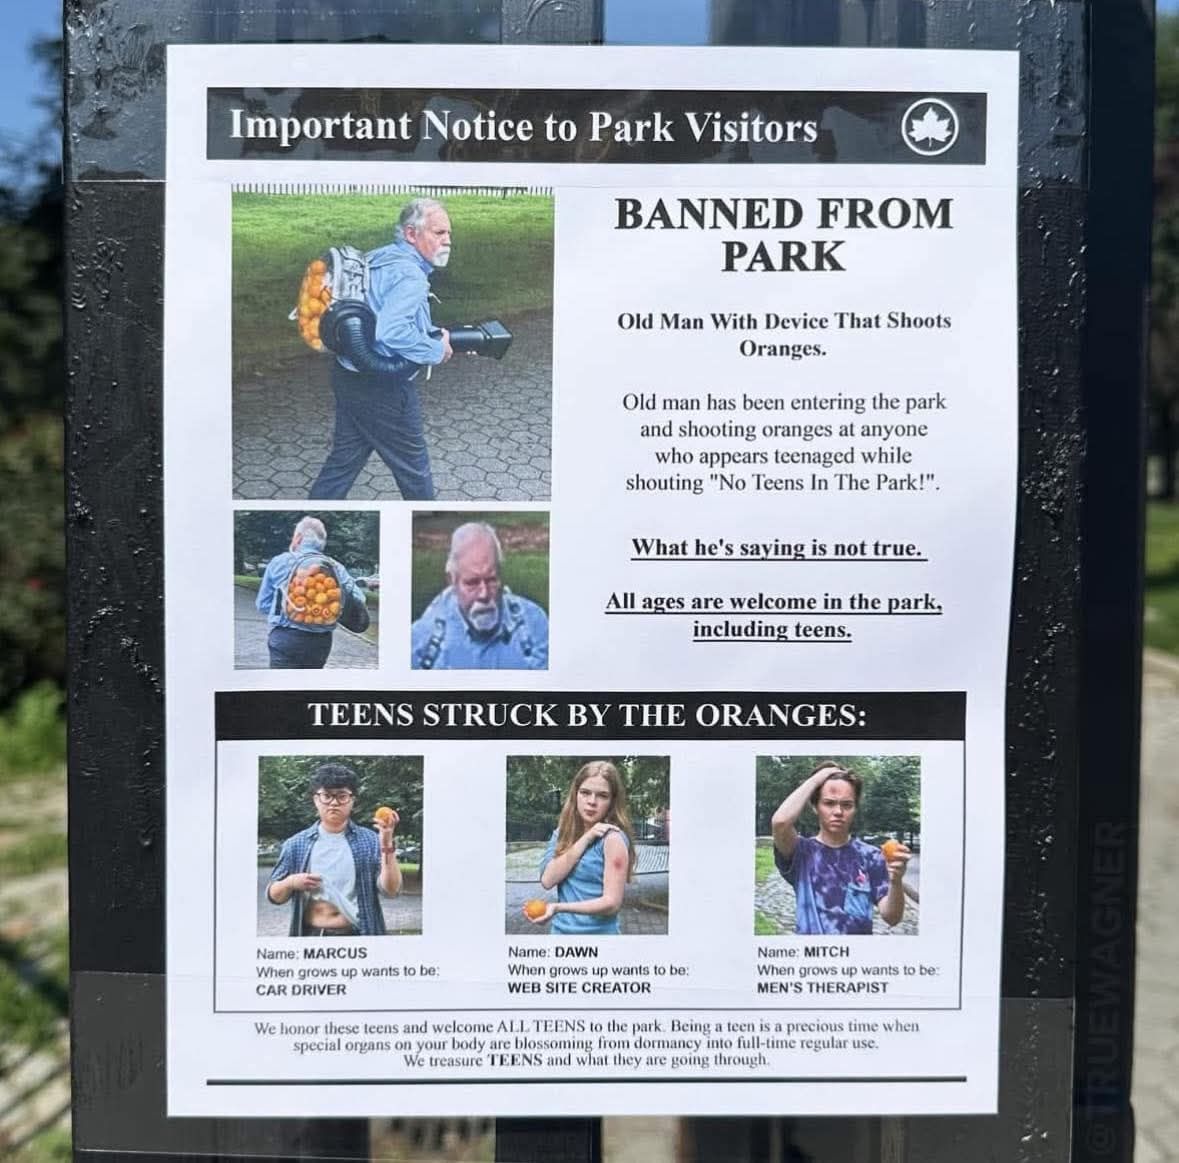 Important Notice to Park Visitors
BANNED FROM
PARK
Old Man With Device That Shoots
Oranges.
Old man has been entering the park
and shooting oranges at anyone
who appears teenaged while
shouting "No Teens In The Park!".
What he's saying is not true.
All ages are welcome in the park,
including teens.
TEENS STRUCK BY THE ORANGES:
Name: MARCUS
When grows up wants to be:
CAR DRIVER
Name: DAWN
When grows up wants to be:
WEB SITE CREATOR
Name: MITCH
When grows up wants to be:
MEN'S THERAPIST
We honor these teens and welcome ALL TEENS to the park. Being a teen is a precious time when
special organs on your body are blossoming from dormancy into full-time regular use.
We treasure TEENS and what they are going through.
@TRUEWAGNER